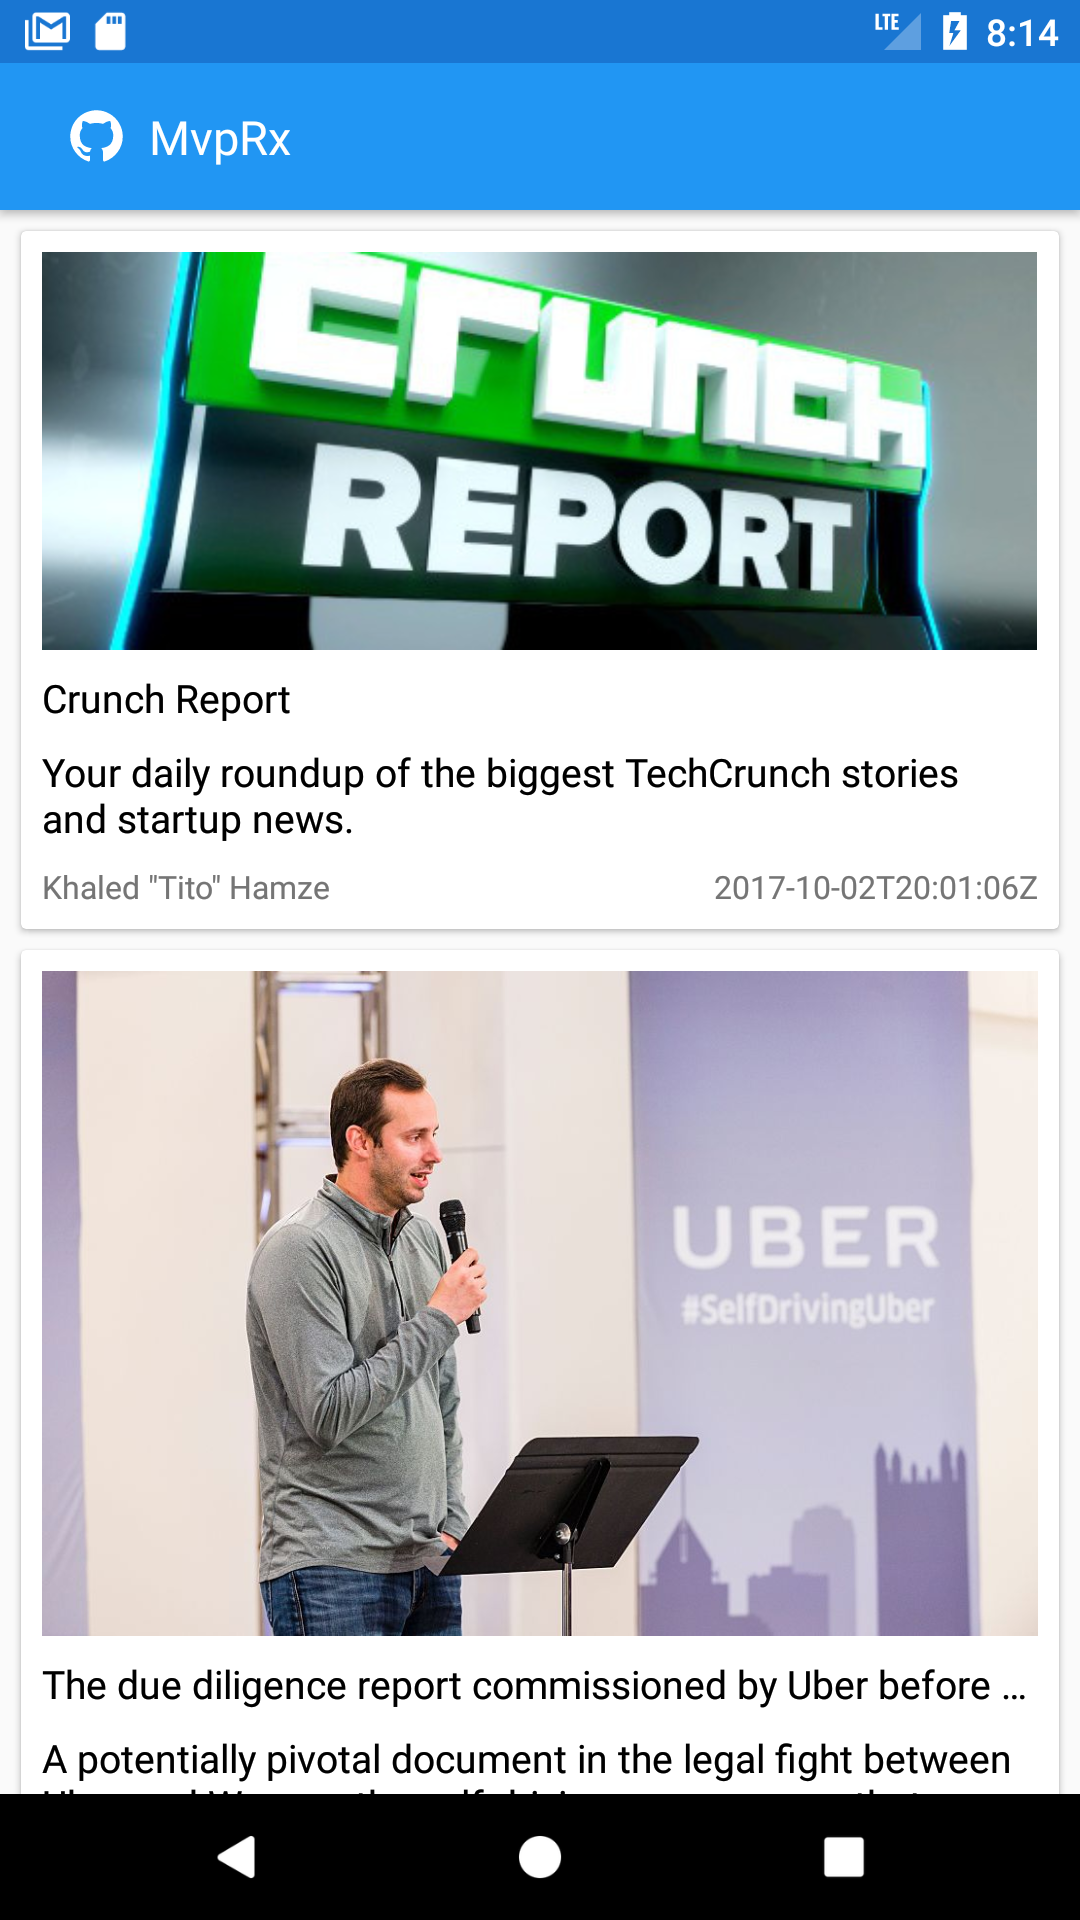 LTE 8:14
MvpRx
crunch
REPORT
Crunch Report
Your daily roundup of the biggest TechCrunch stories
and startup news.
Khaled "Tito" Hamze 2017-10-02T20:01:06Z
UBER
#SelfDrivingUber
The due diligence report commissioned by Uber before ...
A potentially pivotal document in the legal fight between